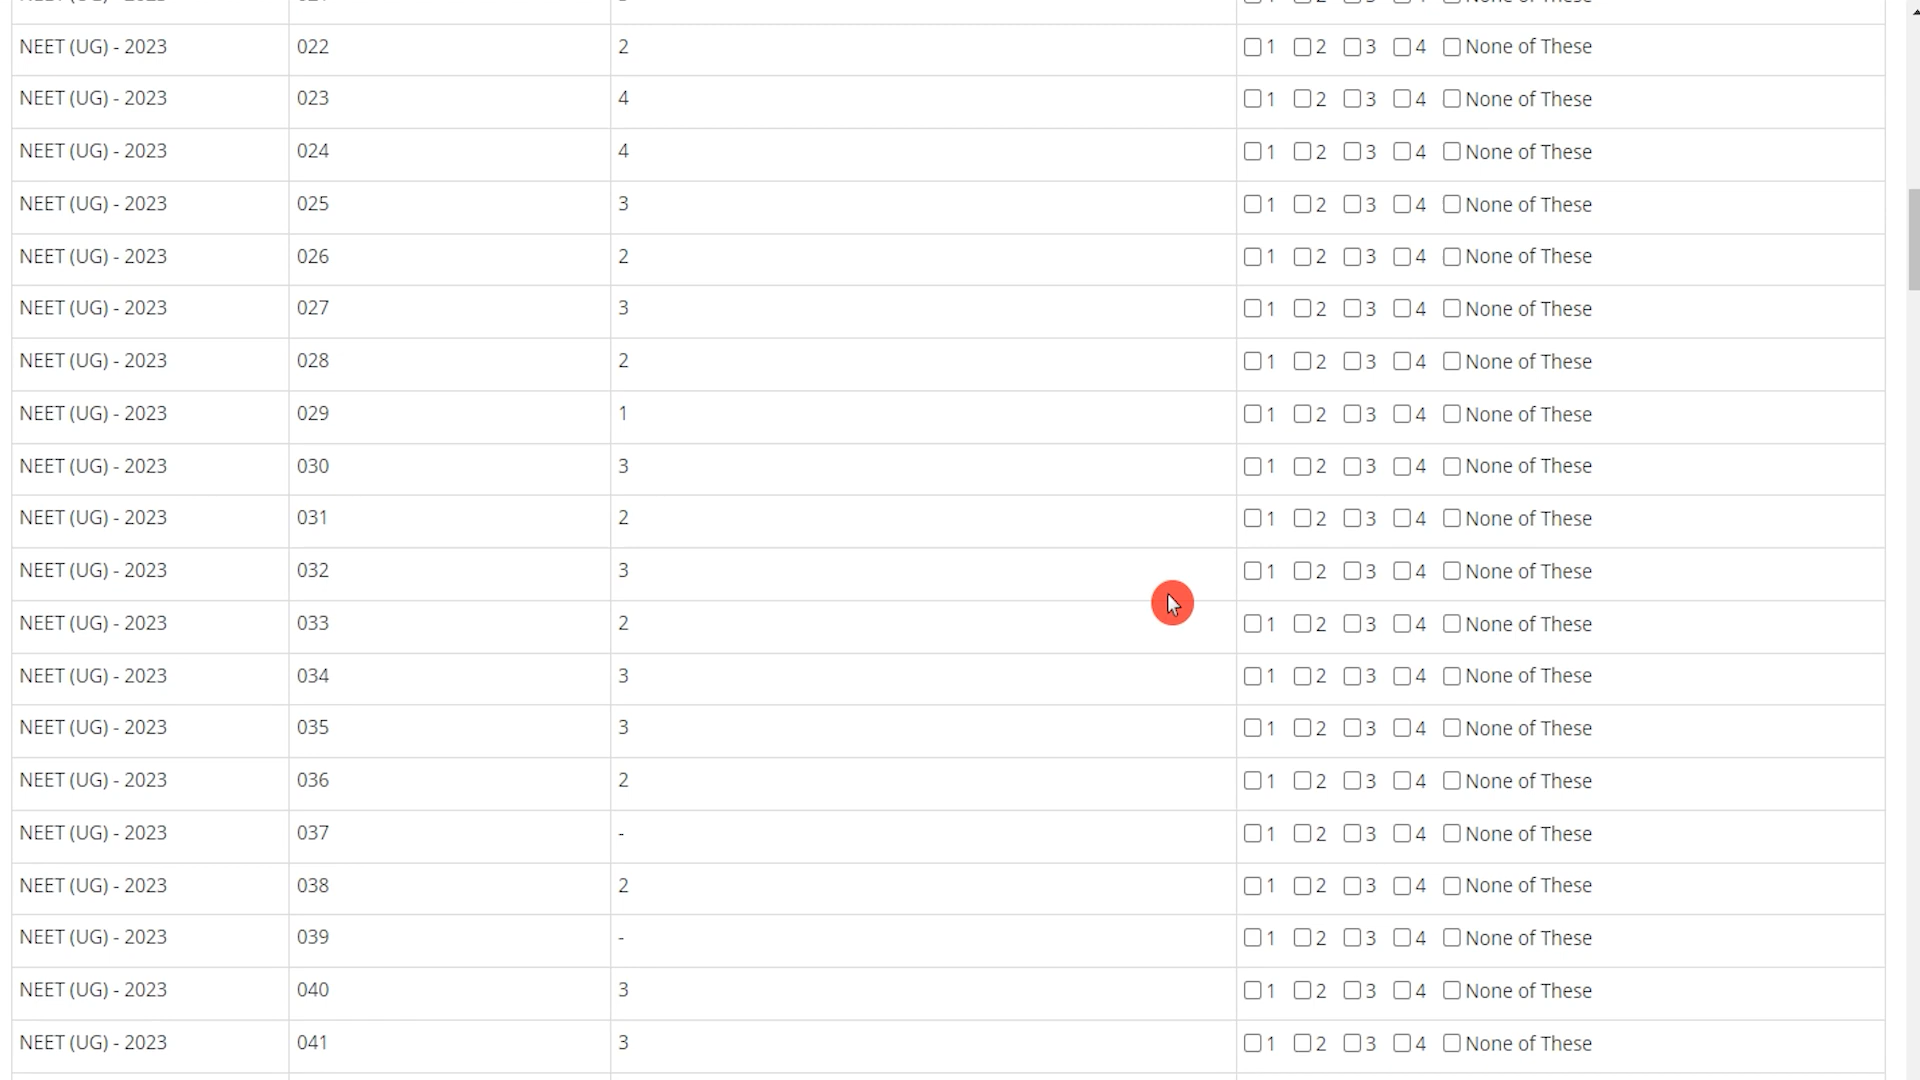 NEET (UG) - 2023 022 2 1 2 3 4 None of These
NEET (UG) - 2023 023 4 1 2 3 4 None of These
NEET (UG) - 2023 024 4 1 2 3 4 None of These
NEET (UG) - 2023 025 3 1 2 3 4 None of These
NEET (UG) - 2023 026 2 1 2 3 4 None of These
NEET (UG) - 2023 027 3 1 2 3 4 None of These
NEET (UG) - 2023 028 2 1 2 3 4 None of These
NEET (UG) - 2023 029 1 1 2 3 4 None of These
NEET (UG) - 2023 030 3 1 2 3 4 None of These
NEET (UG) - 2023 031 2 1 2 3 4 None of These
NEET (UG) - 2023 032 3 1 2 3 4 None of These
NEET (UG) - 2023 033 2 1 2 3 4 None of These
NEET (UG) - 2023 034 3 1 2 3 4 None of These
NEET (UG) - 2023 035 3 1 2 3 4 None of These
NEET (UG) - 2023 036 2 1 2 3 4 None of These
NEET (UG) - 2023 037 - 1 2 3 4 None of These
NEET (UG) - 2023 038 2 1 2 3 4 None of These
NEET (UG) - 2023 039 - 1 2 3 4 None of These
NEET (UG) - 2023 040 3 1 2 3 4 None of These
NEET (UG) - 2023 041 3 1 2 3 4 None of These